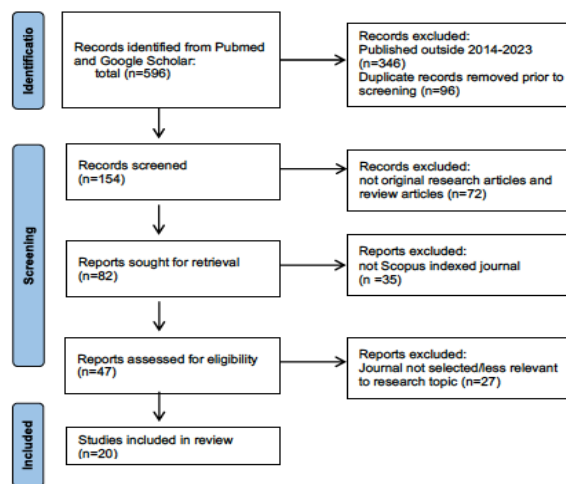 Identificatio
Records identified from Pubmed
and Google Scholar:
total (n=596)
Records excluded:
Published outside 2014-2023
(n=346)
Duplicate records removed prior to
screening (n=96)
Screening
Records screened
(n=154)
Records excluded:
not original research articles and
review articles (n=72)
Reports sought for retrieval
(n=82)
Reports excluded:
not Scopus indexed journal
(n =35)
Reports assessed for eligibility
(n=47)
Reports excluded:
Journal not selected/less relevant
to research topic (n=27)
Included
Studies included in review
(n=20)